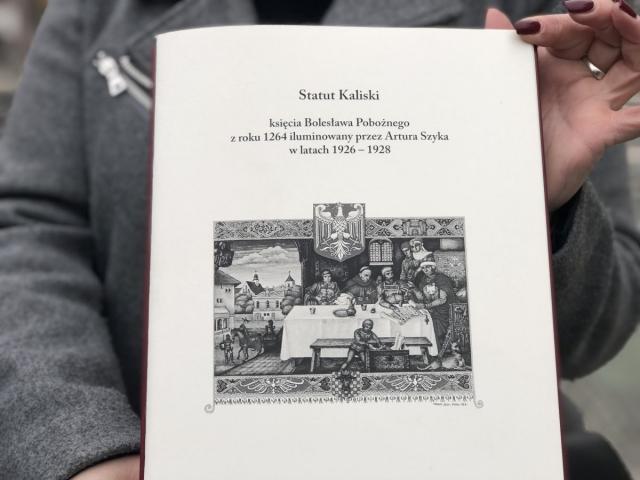 Statut Kaliski
księcia Bolesława Pobożnego
z roku 1264 iluminowany przez Artura Szyka
w latach 1926 – 1928